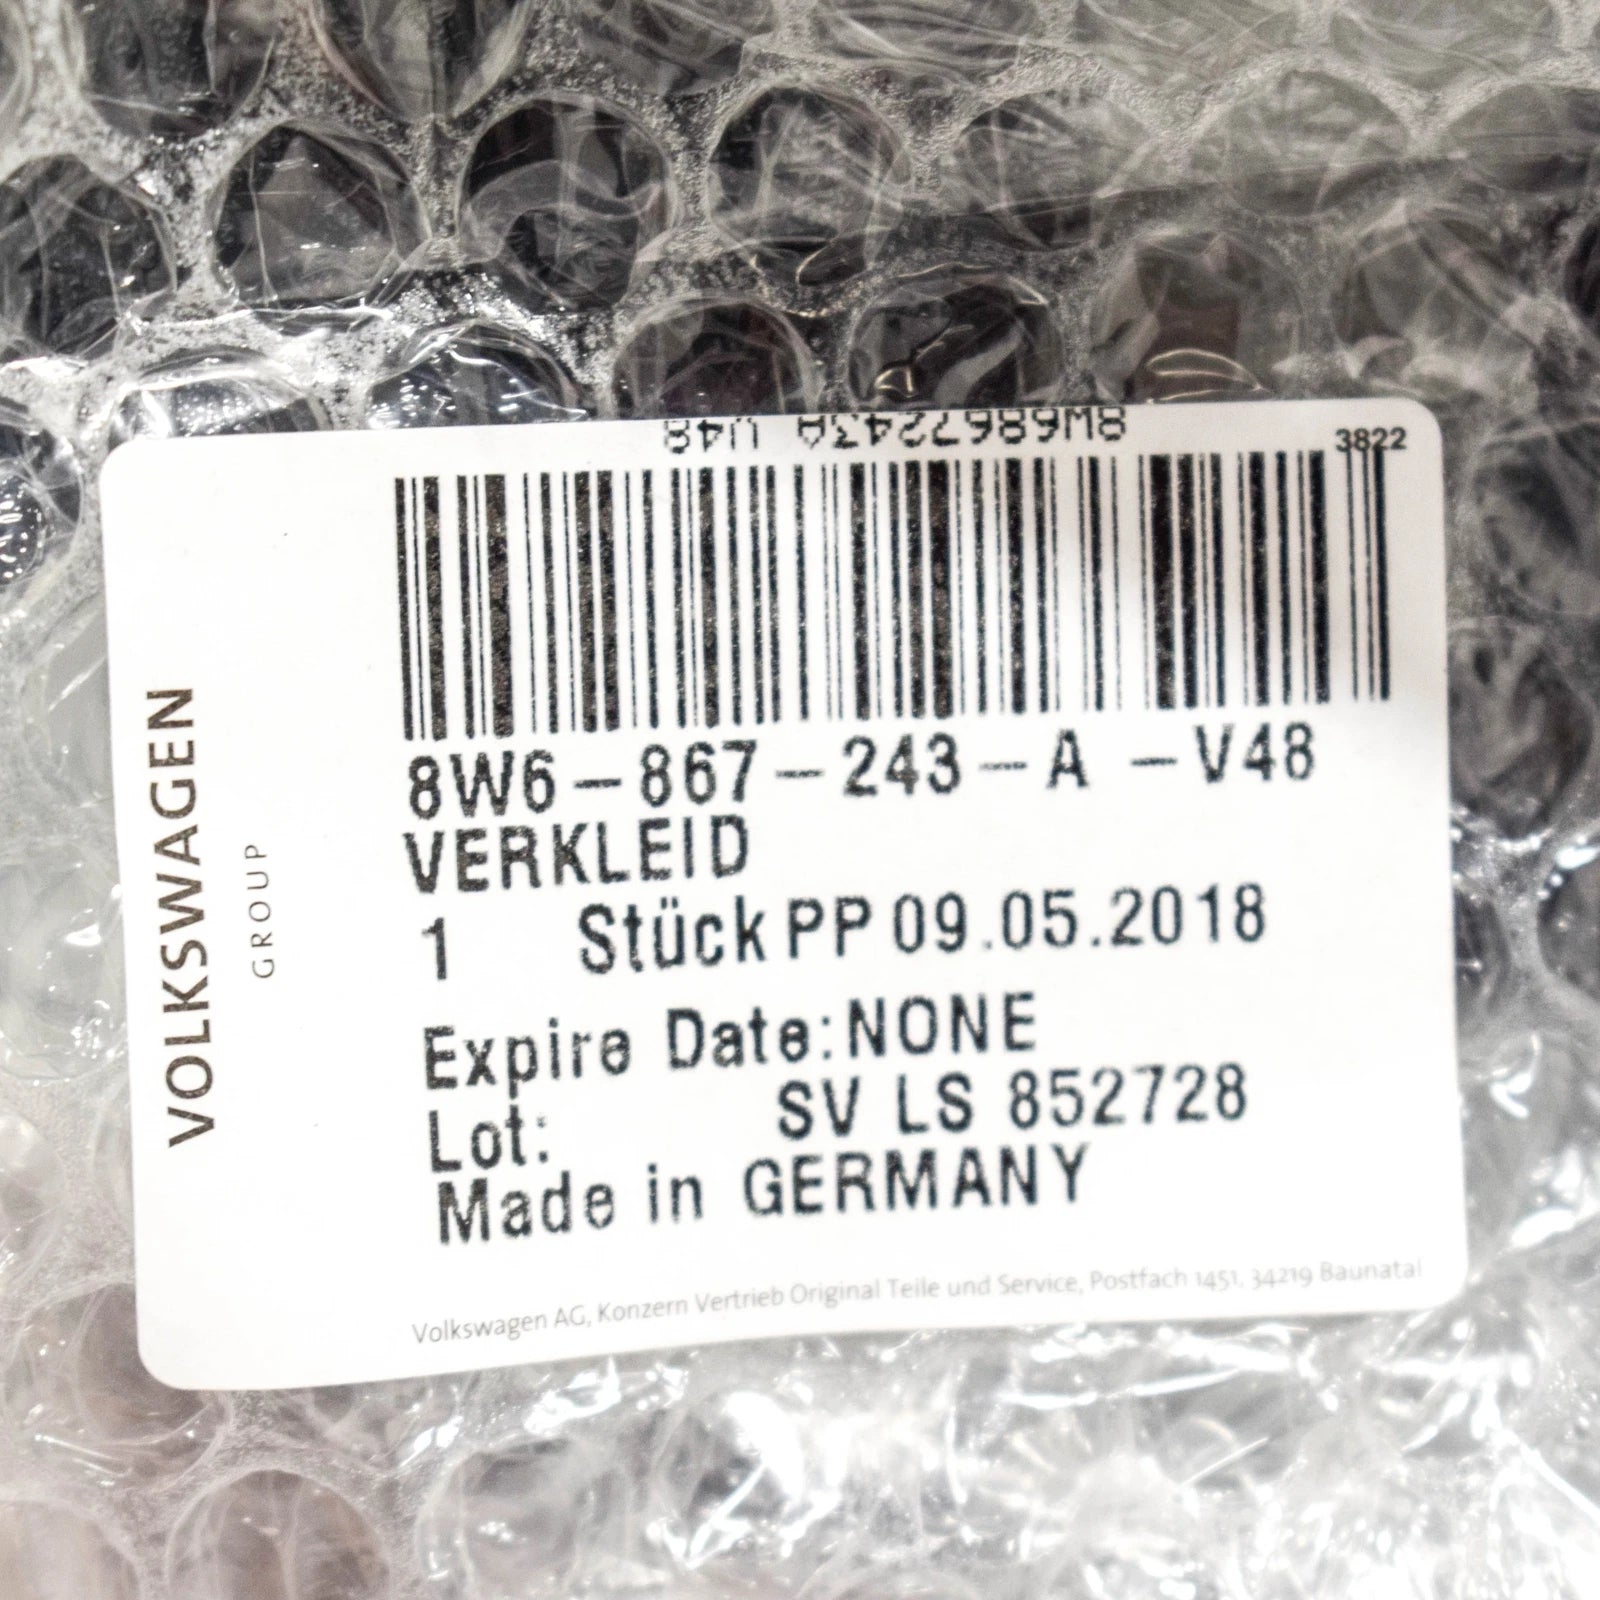 8W6867243A V48
3822
8W6-867-243-A -V48
VERKLEID
1 Stück PP 09.05.2018
Expire Date:NONE
Lot: SV LS 852728
Made in GERMANY
Volkswagen AG, Konzern Vertrieb Original Teile und Service, Postfach 1451, 34219 Baunatal
VOLKSWAGEN
GROUP